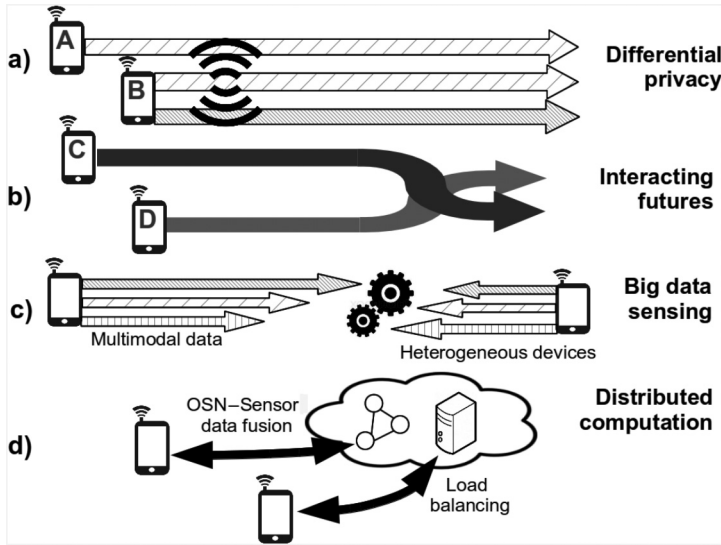 a)
A
B
Differential
privacy
b)
C
D
Interacting
futures
c)
Multimodal data
Heterogeneous devices
Big data
sensing
d)
OSN–Sensor
data fusion
Load
balancing
Distributed
computation